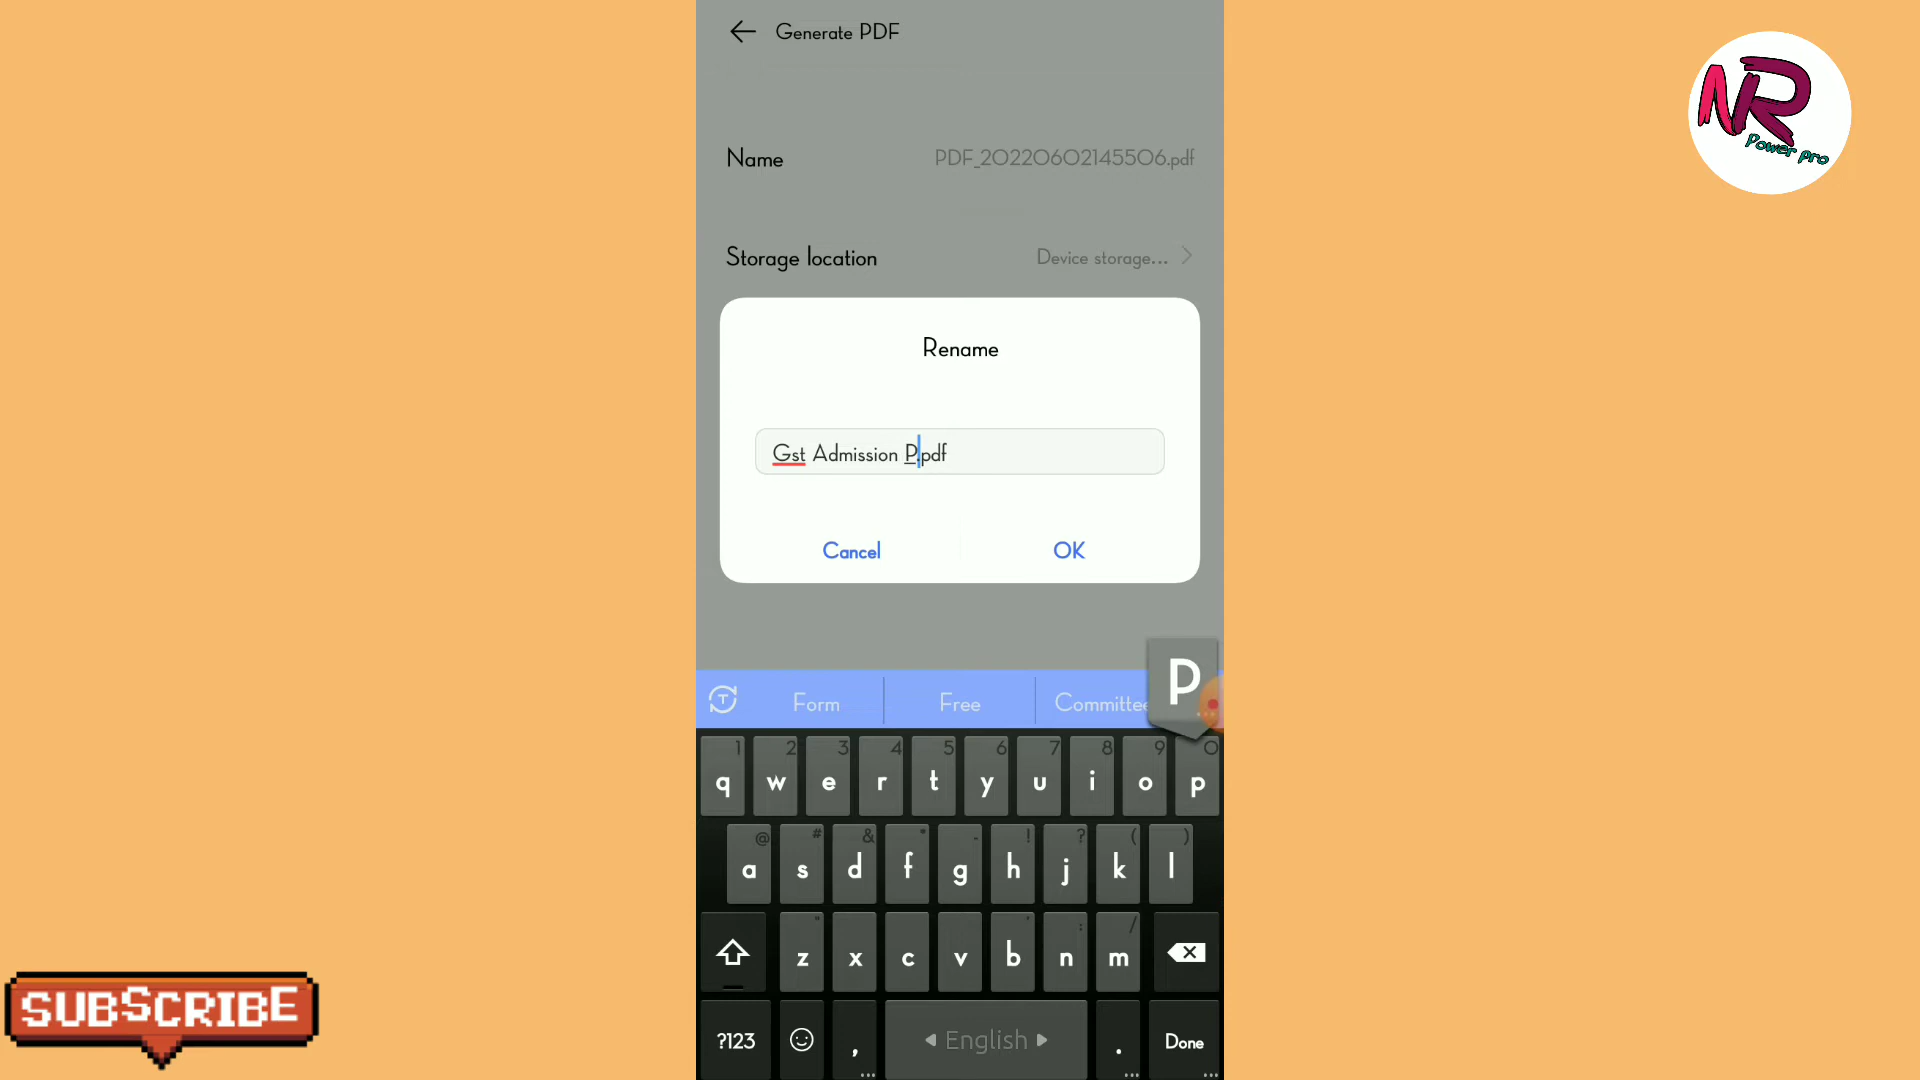 Generate PDF
NR
Power pro
Name PDF_20220602145506.pdf
Storage location Device storage...
Rename
Gst Admission P.pdf
Cancel OK
P
Form Free Committee
1 2 3 4 5 6 7 8 9 0
q w e r t y u i o p
@ # & * - ! ? ( )
a s d f g h j k l
" ' : /
z x c v b n m
SUBSCRIBE
?123 , English . Done